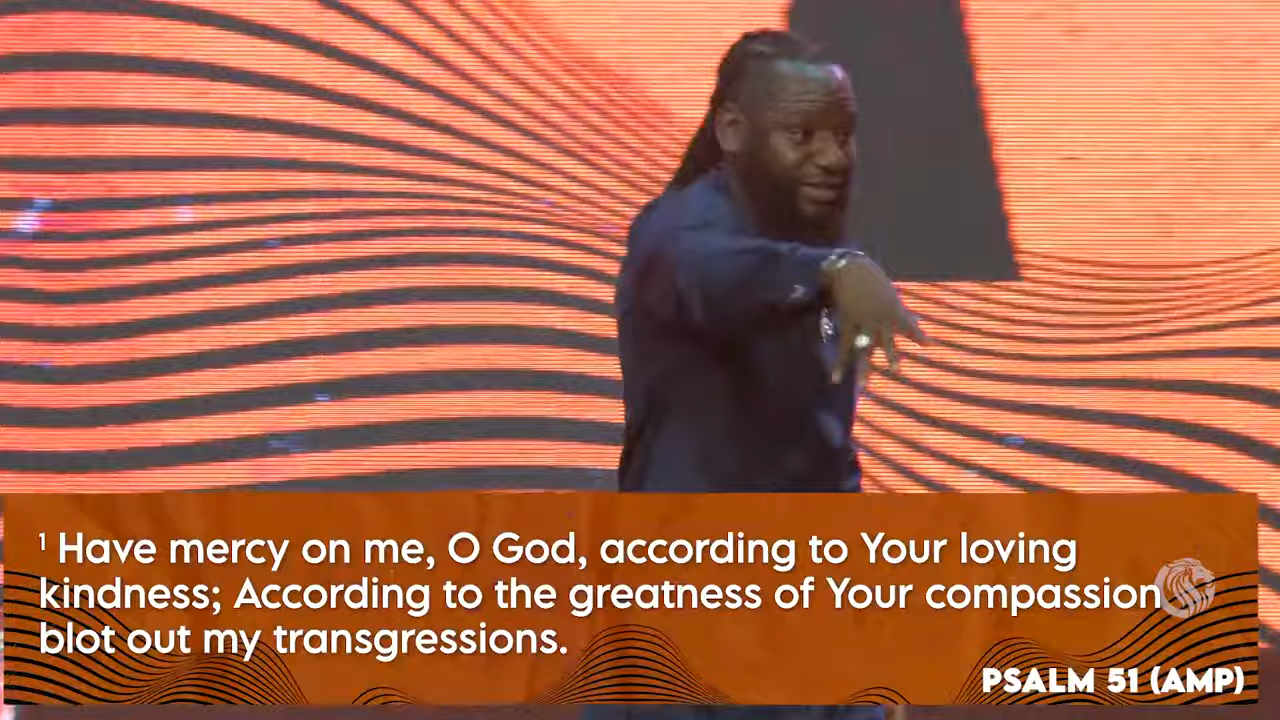 ¹ Have mercy on me, O God, according to Your loving
kindness; According to the greatness of Your compassion
blot out my transgressions.
PSALM 51 (AMP)